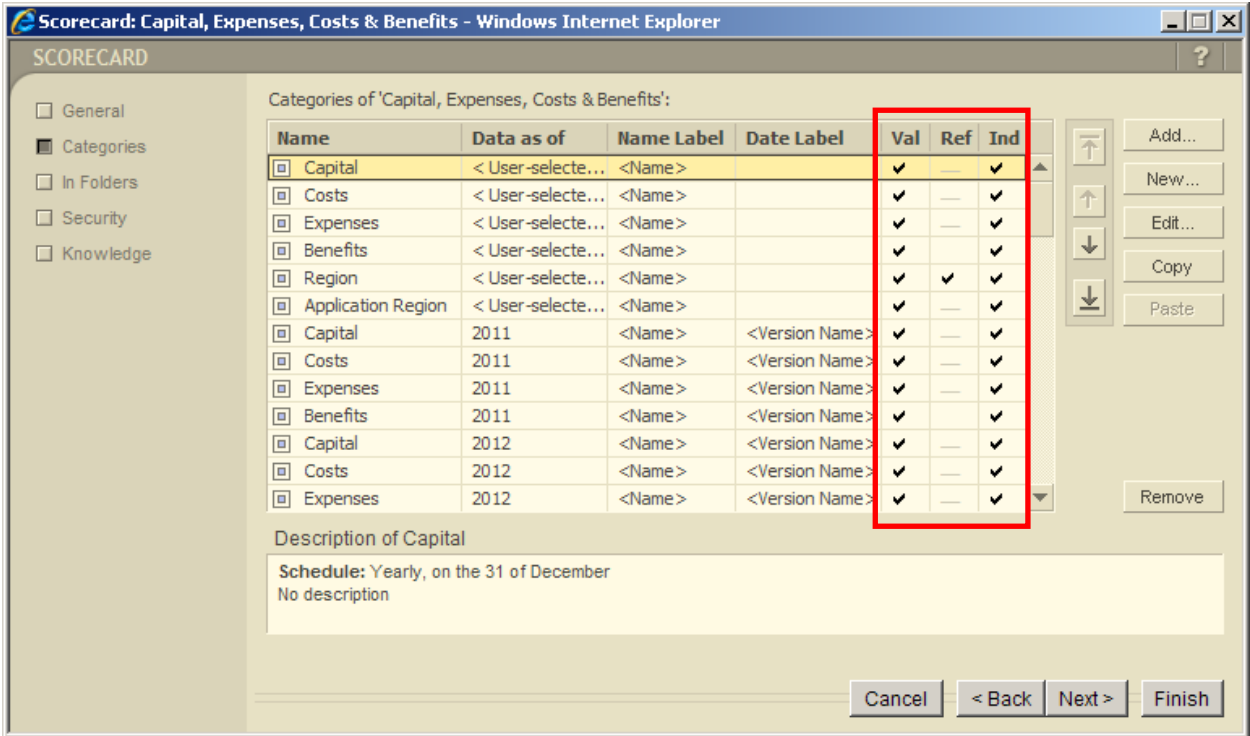 Scorecard: Capital, Expenses, Costs & Benefits - Windows Internet Explorer
SCORECARD ?
General
Categories
In Folders
Security
Knowledge
Categories of 'Capital, Expenses, Costs & Benefits':
Name Data as of Name Label Date Label Val Ref Ind
Capital < User-selecte... <Name>
Costs < User-selecte... <Name>
Expenses < User-selecte... <Name>
Benefits < User-selecte... <Name>
Region < User-selecte... <Name>
Application Region < User-selecte... <Name>
Capital 2011 <Name> <Version Name>
Costs 2011 <Name> <Version Name>
Expenses 2011 <Name> <Version Name>
Benefits 2011 <Name> <Version Name>
Capital 2012 <Name> <Version Name>
Costs 2012 <Name> <Version Name>
Expenses 2012 <Name> <Version Name>
Add...
New...
Edit...
Copy
Paste
Remove
Description of Capital
Schedule: Yearly, on the 31 of December
No description
Cancel < Back Next > Finish